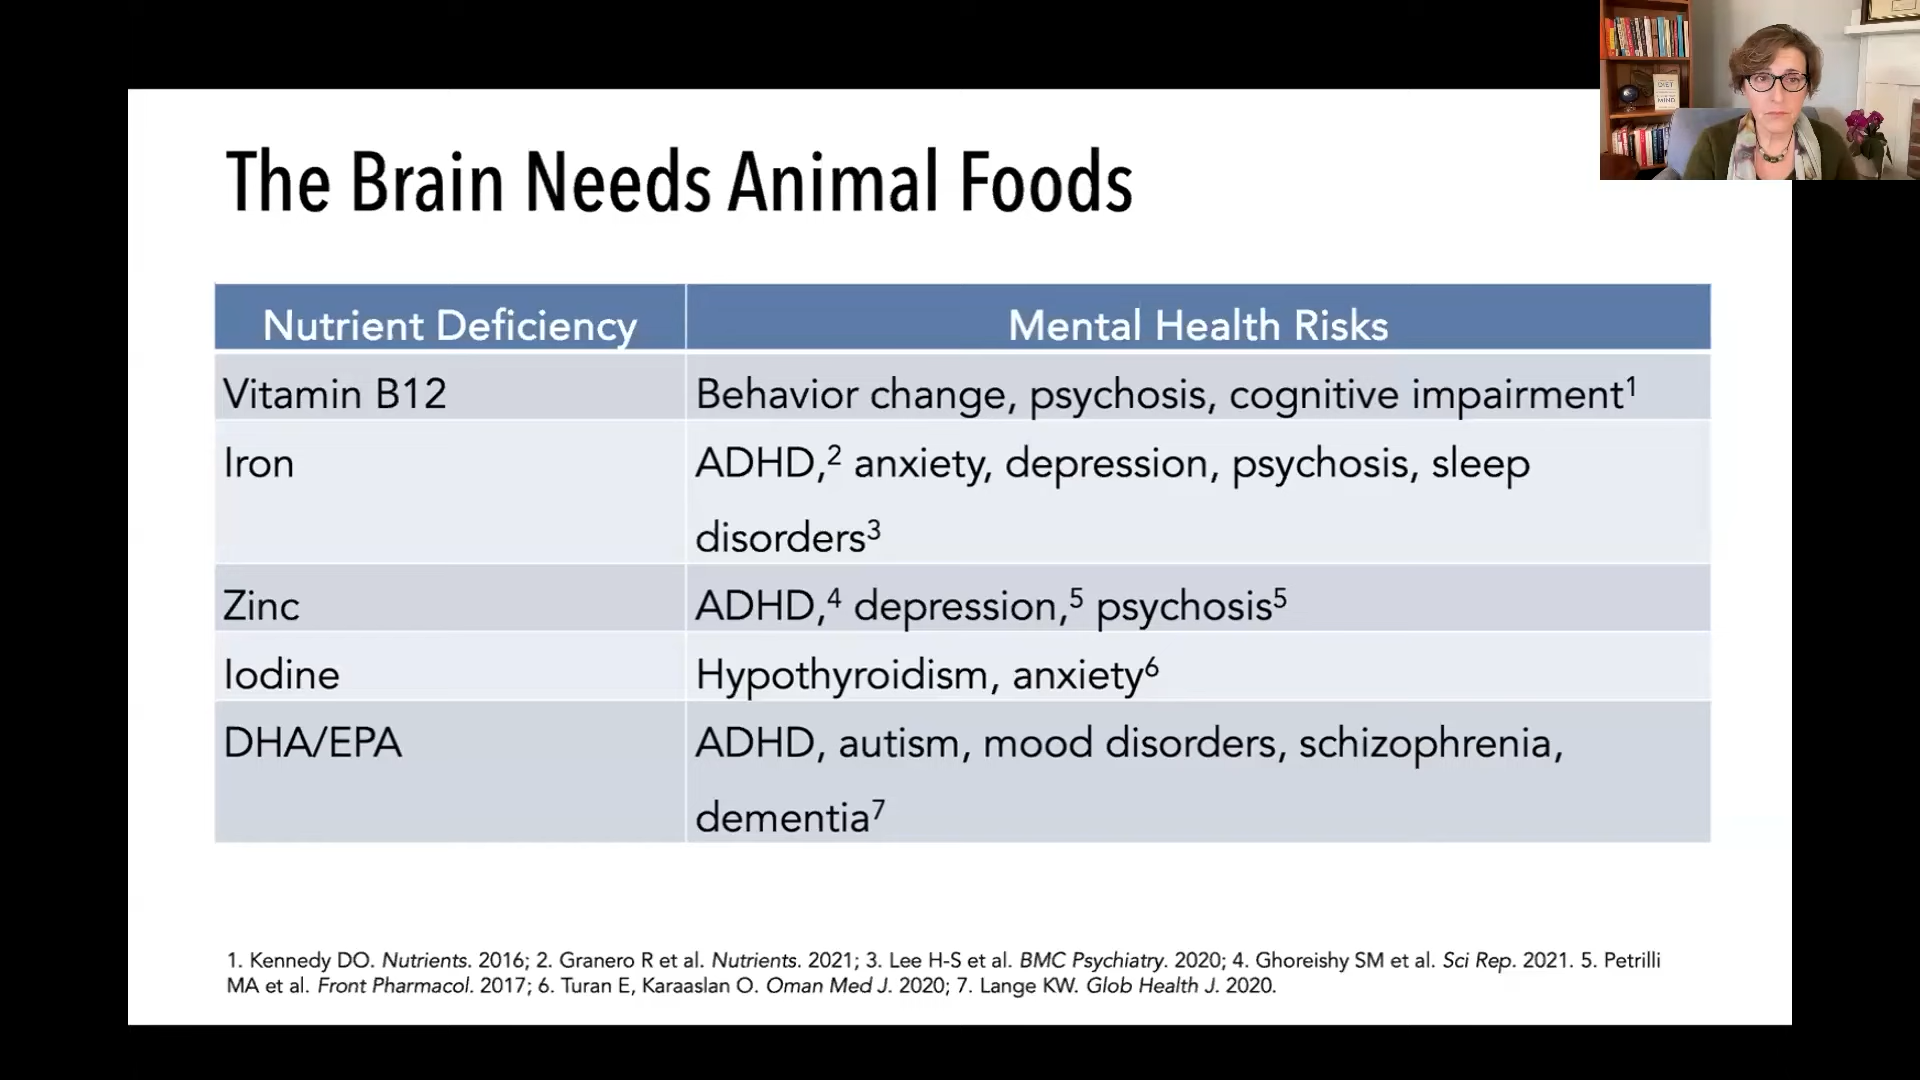 The Brain Needs Animal Foods
Nutrient Deficiency
Mental Health Risks
Vitamin B12
Behavior change, psychosis, cognitive impairment¹
Iron
ADHD,² anxiety, depression, psychosis, sleep
disorders³
Zinc
ADHD,⁴ depression,⁵ psychosis⁵
Iodine
Hypothyroidism, anxiety⁶
DHA/EPA
ADHD, autism, mood disorders, schizophrenia,
dementia⁷
1. Kennedy DO. Nutrients. 2016; 2. Granero R et al. Nutrients. 2021; 3. Lee H-S et al. BMC Psychiatry. 2020; 4. Ghoreishy SM et al. Sci Rep. 2021. 5. Petrilli
MA et al. Front Pharmacol. 2017; 6. Turan E, Karaaslan O. Oman Med J. 2020; 7. Lange KW. Glob Health J. 2020.
DIET
MIND